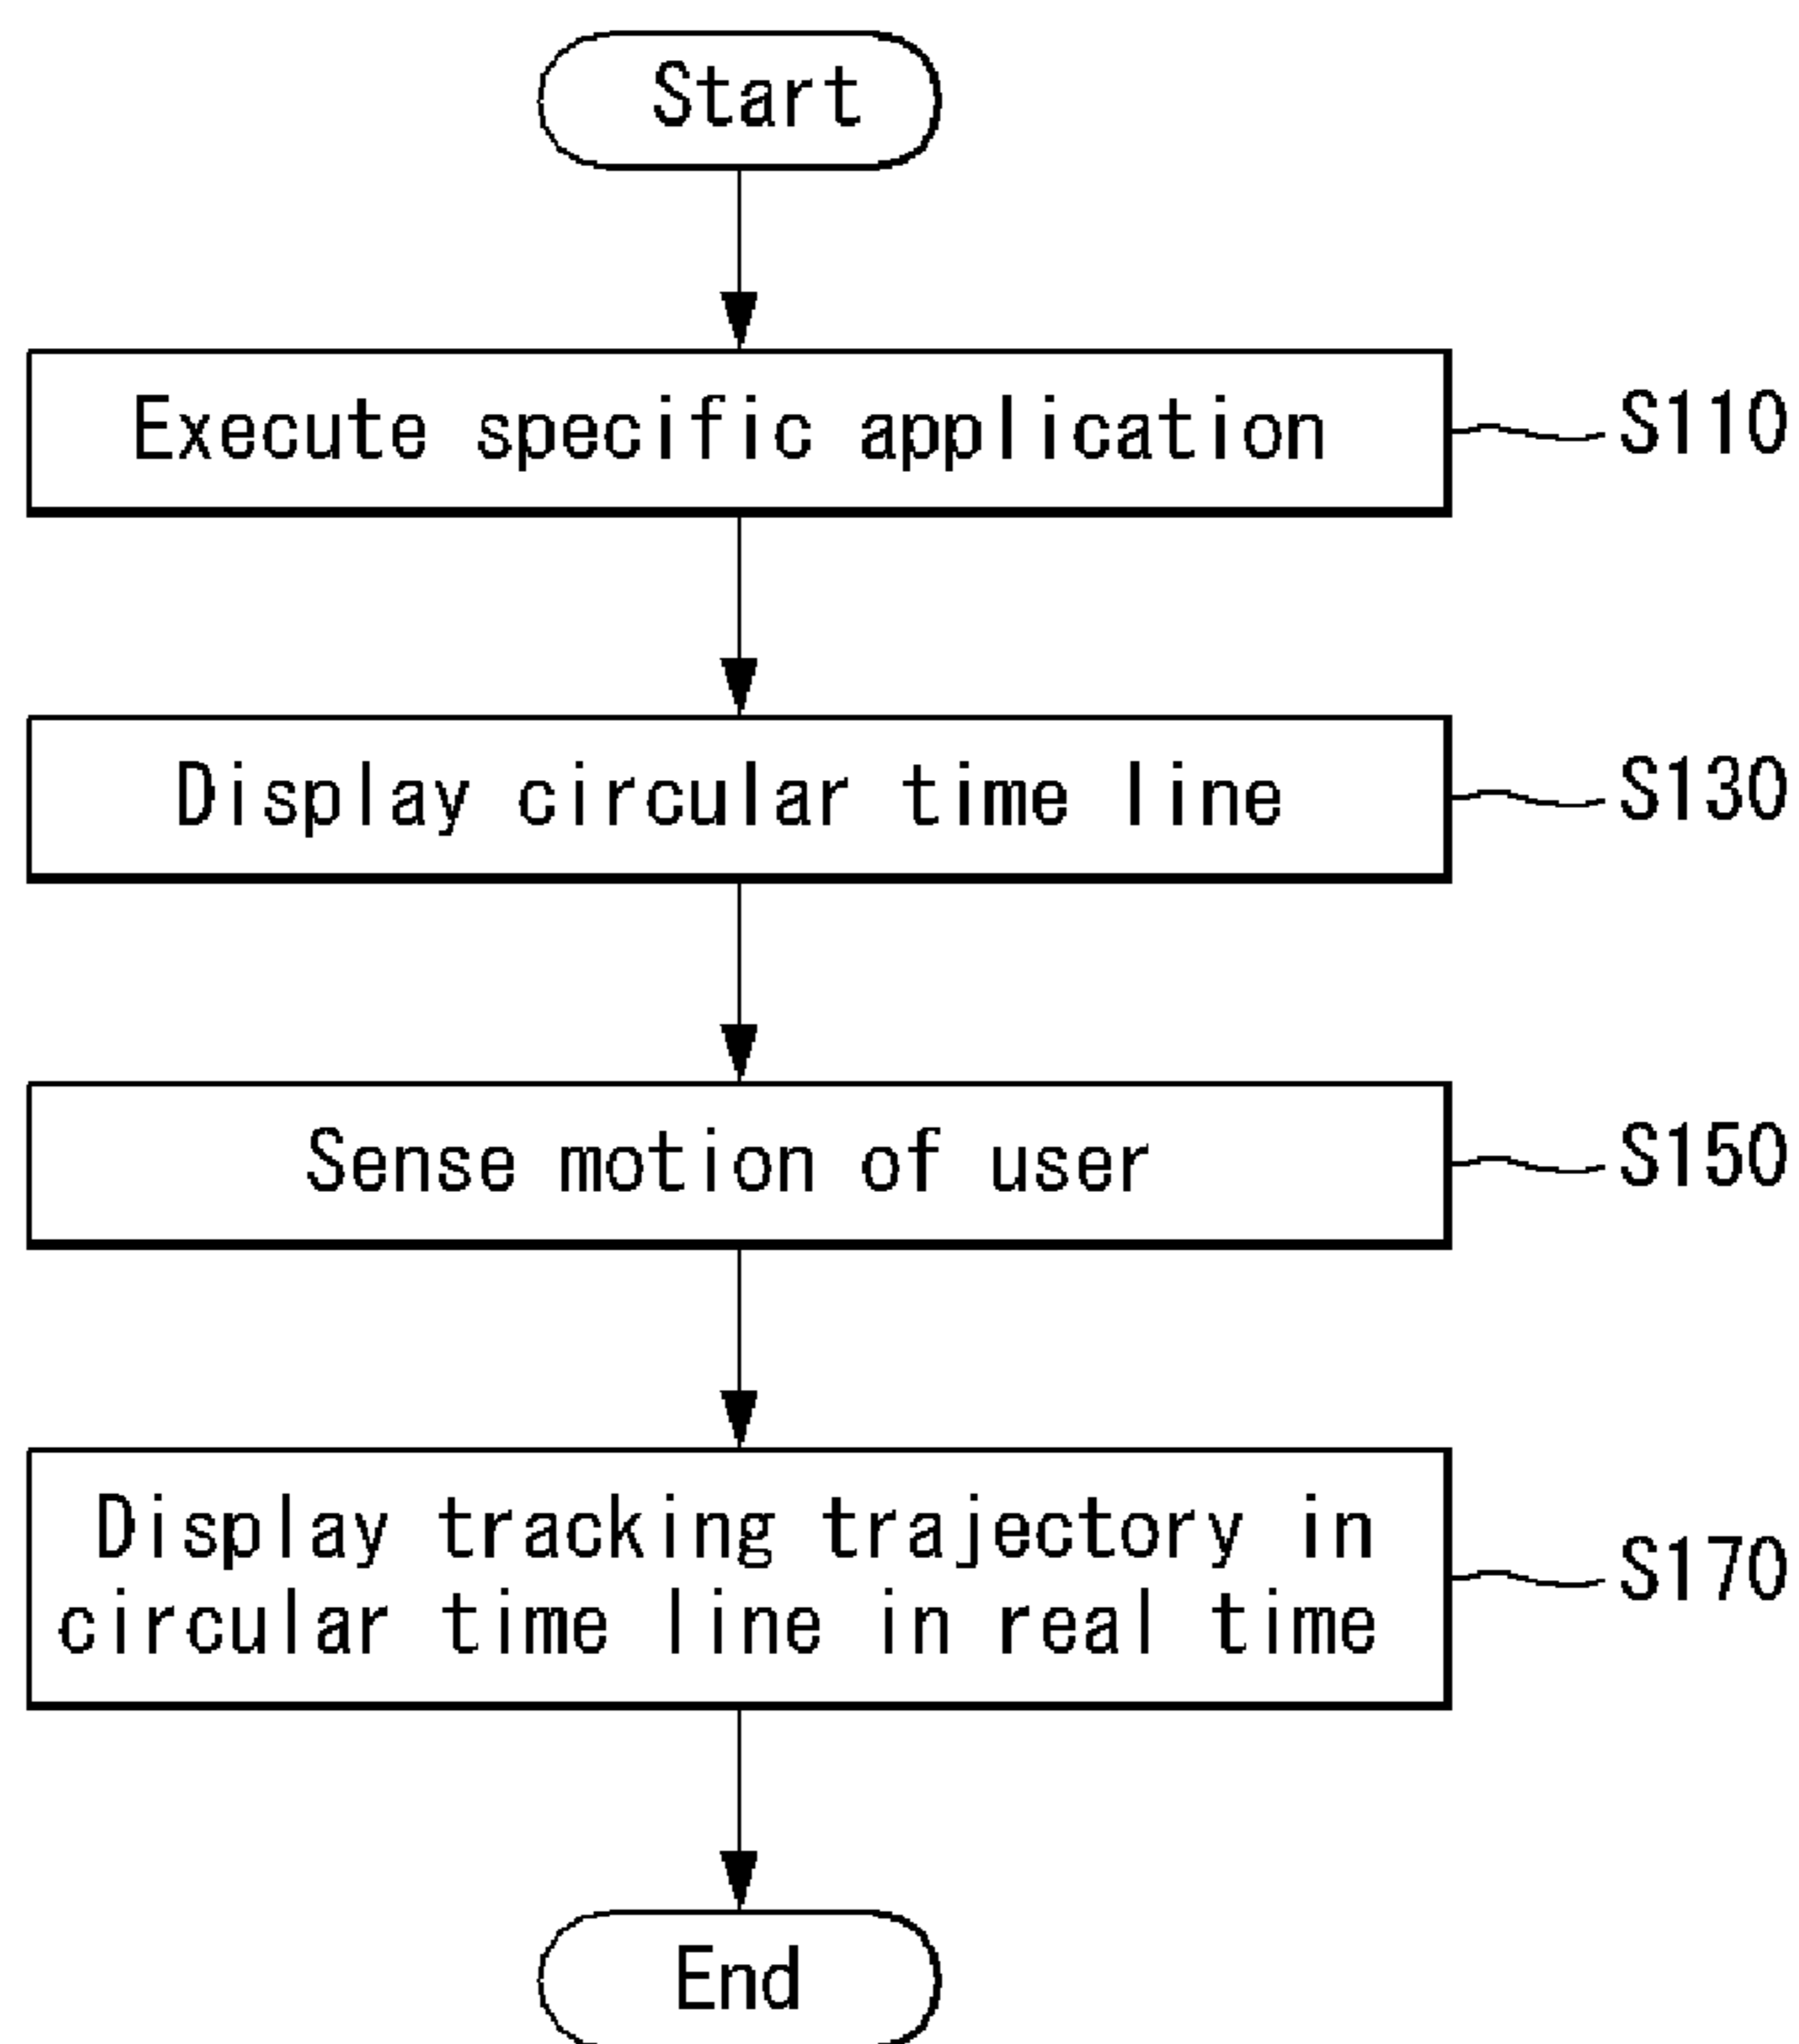 Start
Execute specific application
S110
Display circular time line
S130
Sense motion of user
S150
Display tracking trajectory in
circular time line in real time
S170
End